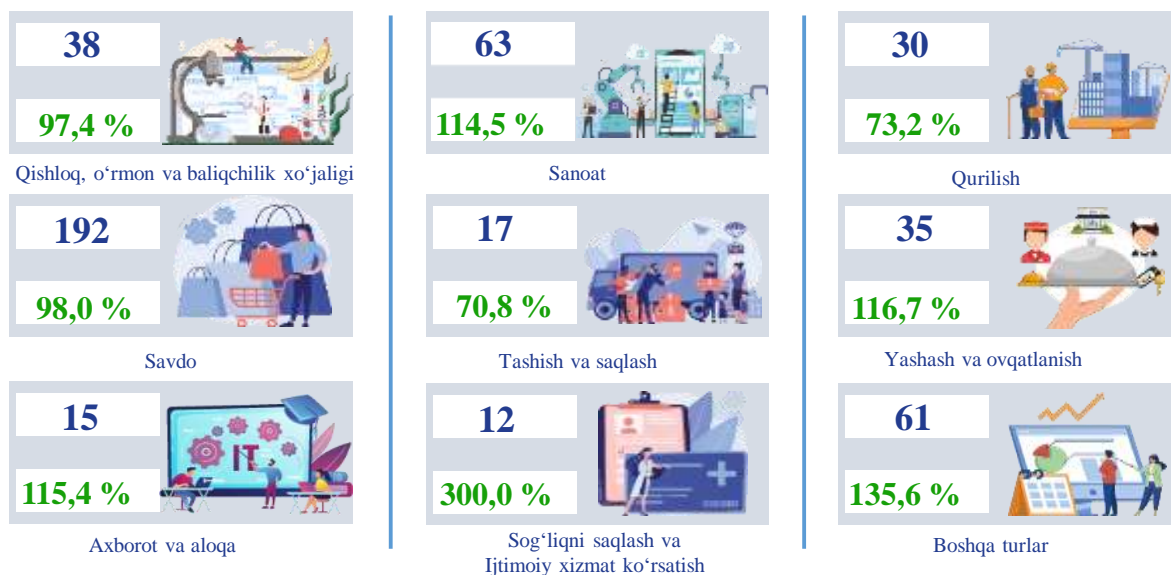 38
97,4 %
Qishloq, o‘rmon va baliqchilik xo‘jaligi
63
114,5 %
Sanoat
30
73,2 %
Qurilish
192
98,0 %
Savdo
17
70,8 %
Tashish va saqlash
35
116,7 %
Yashash va ovqatlanish
15
115,4 %
IT
Axborot va aloqa
12
300,0 %
Sog‘liqni saqlash va
Ijtimoiy xizmat ko‘rsatish
61
135,6 %
Boshqa turlar